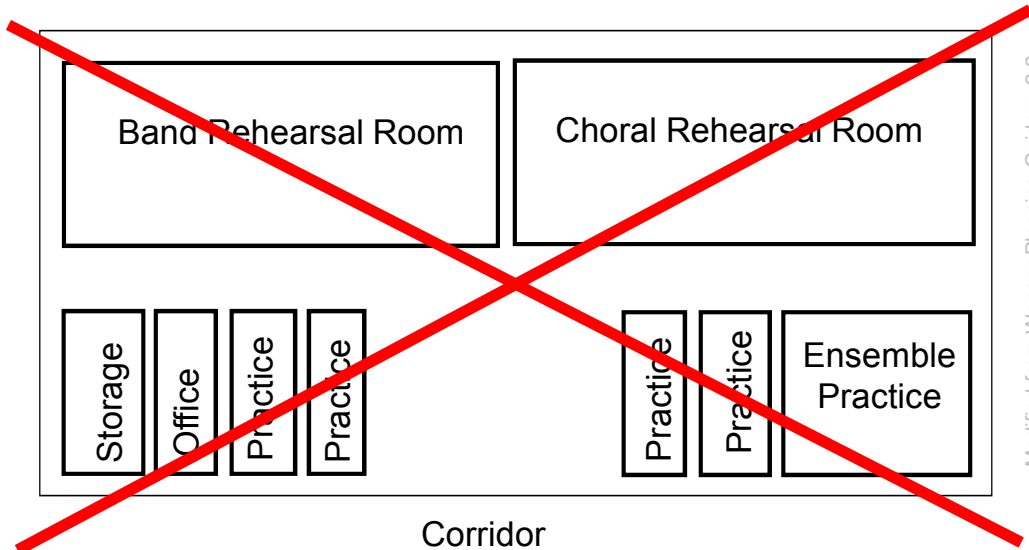 Band Rehearsal Room
Choral Rehearsal Room
Storage
Office
Practice
Practice
Practice
Practice
Ensemble
Practice
Corridor